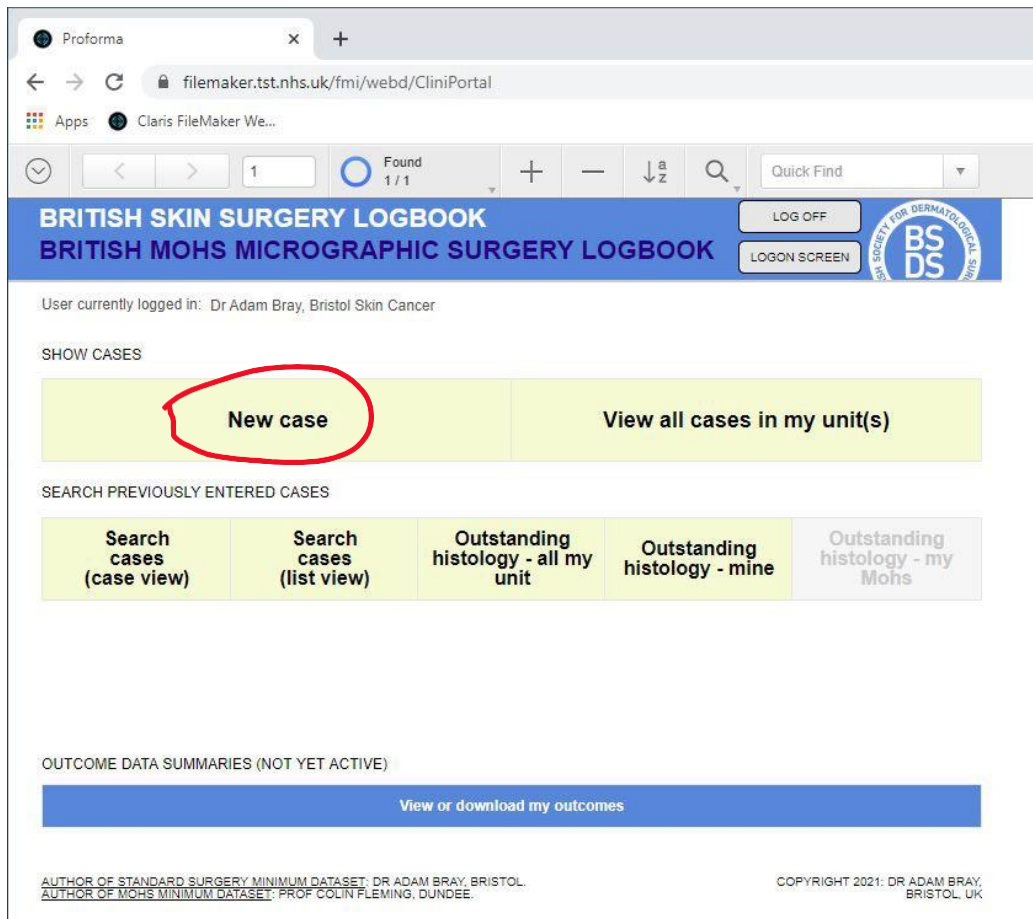 Proforma
filemaker.tst.nhs.uk/fmi/webd/CliniPortal
Apps Claris FileMaker We...
1 Found 1 / 1 Quick Find
BRITISH SKIN SURGERY LOGBOOK
BRITISH MOHS MICROGRAPHIC SURGERY LOGBOOK
LOG OFF
LOGON SCREEN
SOCIETY FOR DERMATOLOGICAL
BS
DS
User currently logged in: Dr Adam Bray, Bristol Skin Cancer
SHOW CASES
New case
View all cases in my unit(s)
SEARCH PREVIOUSLY ENTERED CASES
Search
cases
(case view)
Search
cases
(list view)
Outstanding
histology - all my
unit
Outstanding
histology - mine
Outstanding
histology - my
Mohs
OUTCOME DATA SUMMARIES (NOT YET ACTIVE)
View or download my outcomes
AUTHOR OF STANDARD SURGERY MINIMUM DATASET: DR ADAM BRAY, BRISTOL.
AUTHOR OF MOHS MINIMUM DATASET: PROF COLIN FLEMING, DUNDEE.
COPYRIGHT 2021: DR ADAM BRAY,
BRISTOL, UK